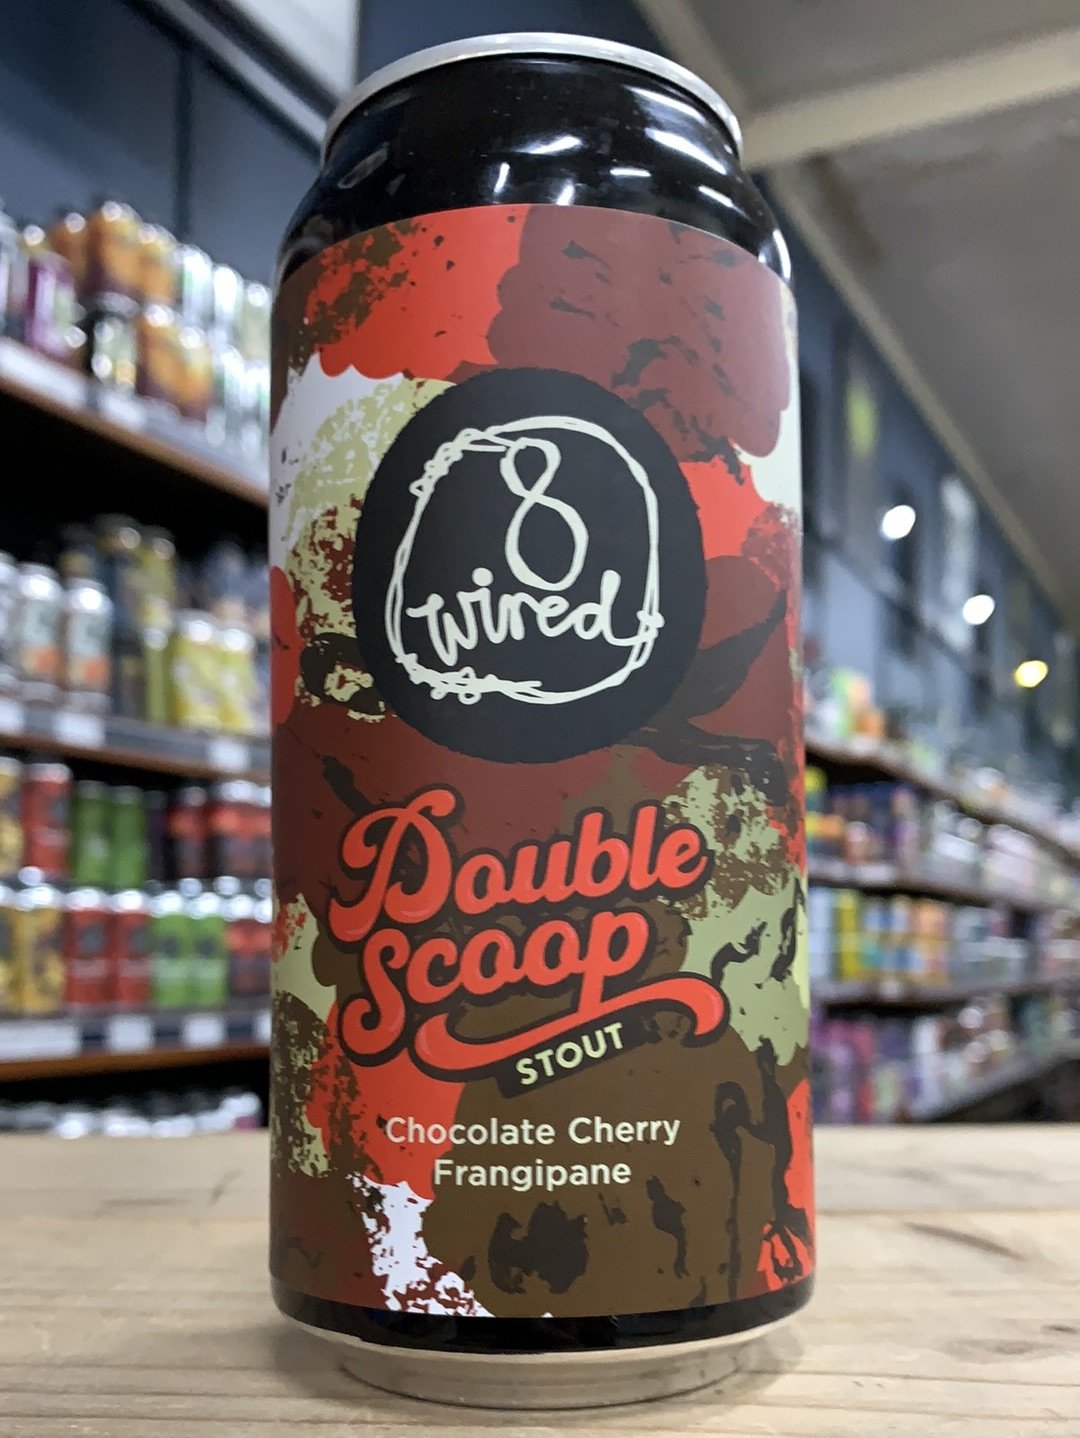 8
wired
Double
Scoop
STOUT
Chocolate Cherry
Frangipane